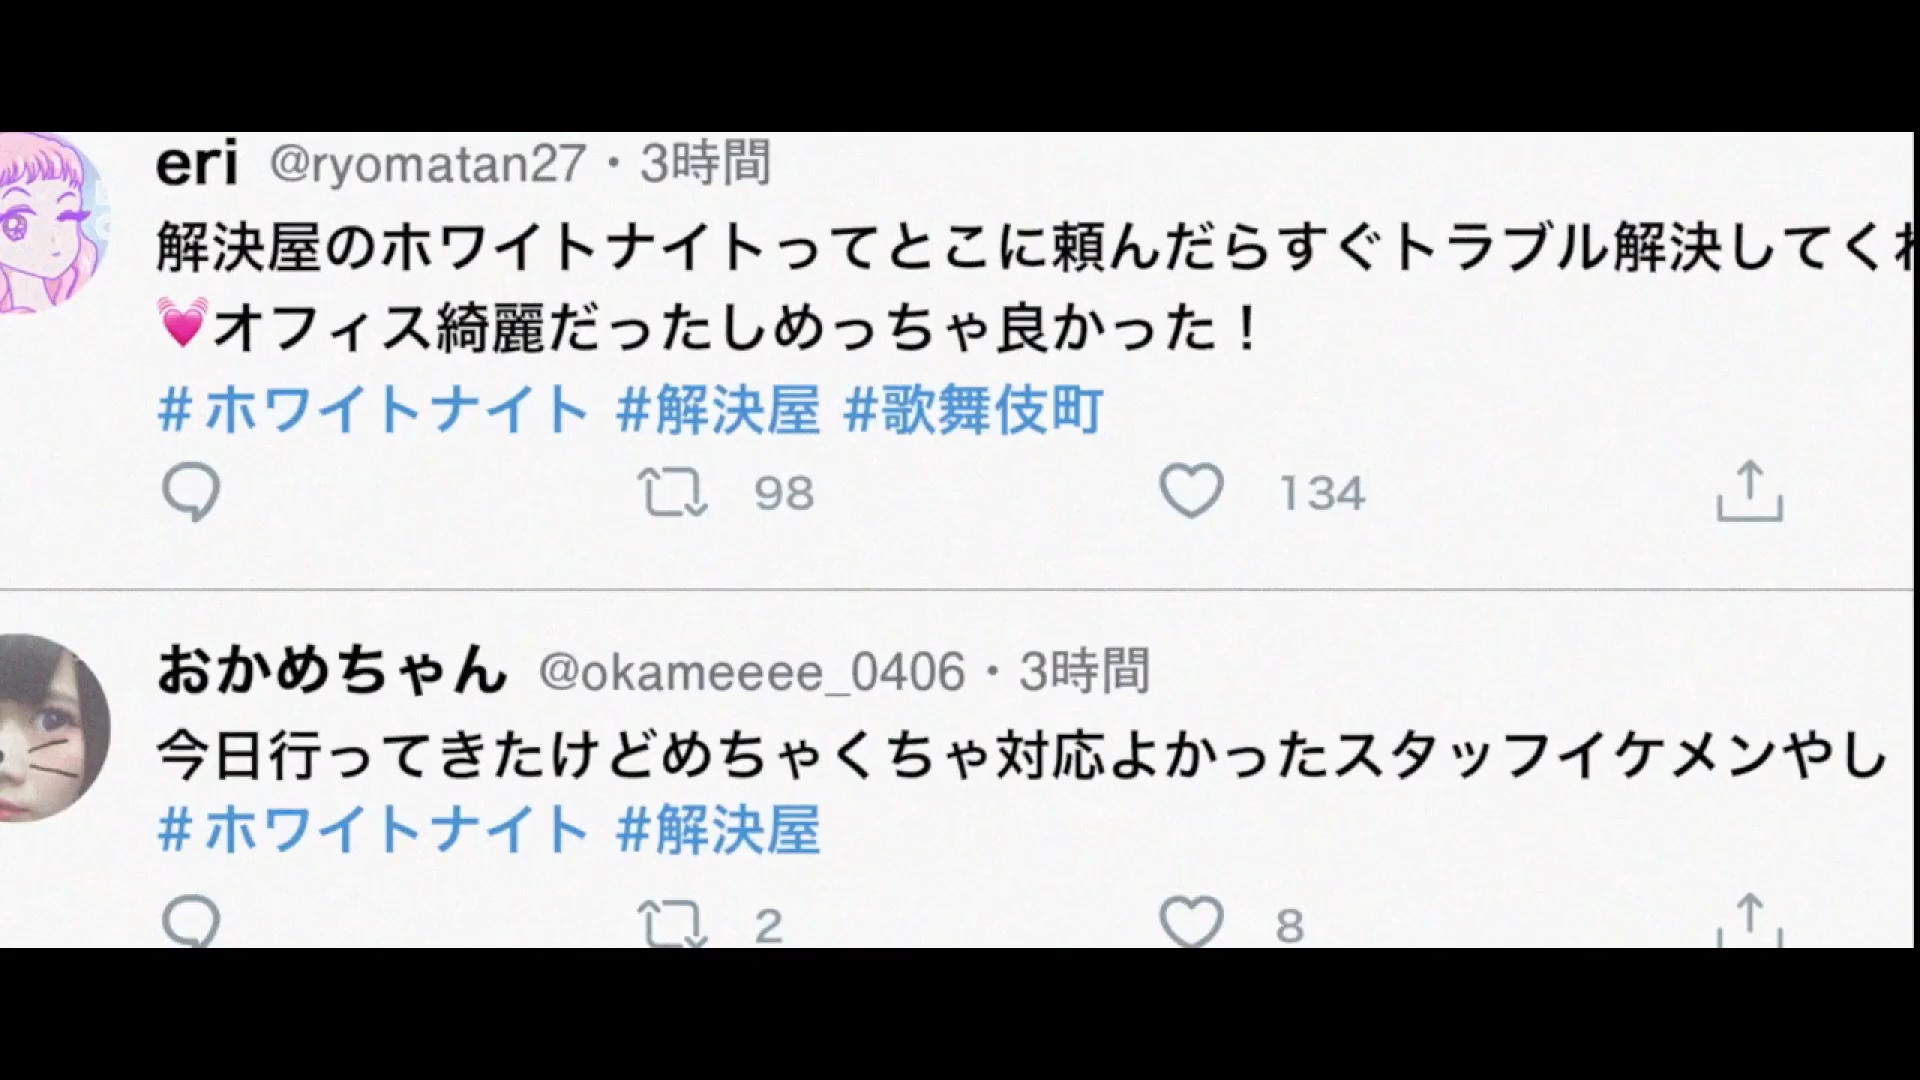 eri @ryomatan27・3時間
解決屋のホワイトナイトってとこに頼んだらすぐトラブル解決してくれ
💓オフィス綺麗だったしめっちゃ良かった！
#ホワイトナイト #解決屋 #歌舞伎町
98 134
おかめちゃん @okameeee_0406・3時間
今日行ってきたけどめちゃくちゃ対応よかったスタッフイケメンやし
#ホワイトナイト #解決屋
2 8